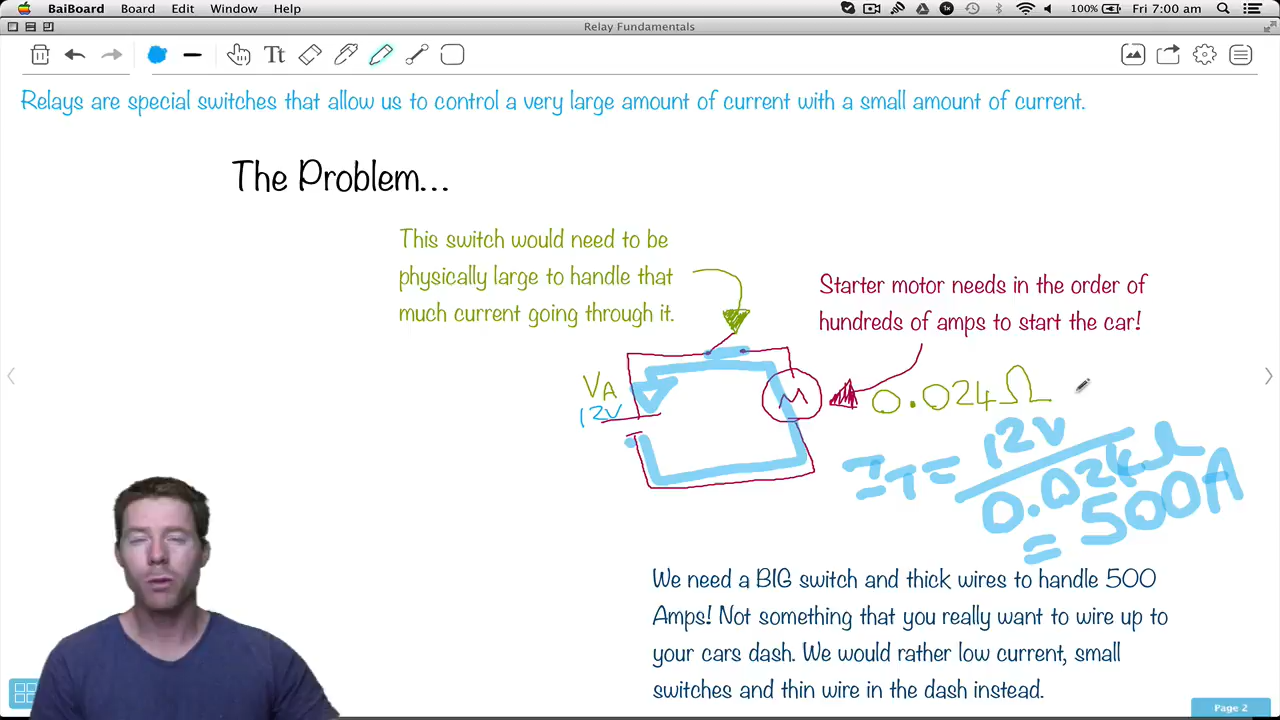 BaiBoard Board Edit Window Help
1x 100% Fri 7:00 am
Relay Fundamentals
Tt
Relays are special switches that allow us to control a very large amount of current with a small amount of current.
The Problem...
This switch would need to be
physically large to handle that
much current going through it.
Starter motor needs in the order of
hundreds of amps to start the car!
VA
12V
M
0.024Ω
IT = 12V
0.024Ω
= 500A
We need a BIG switch and thick wires to handle 500
Amps! Not something that you really want to wire up to
your cars dash. We would rather low current, small
switches and thin wire in the dash instead.
Page 2